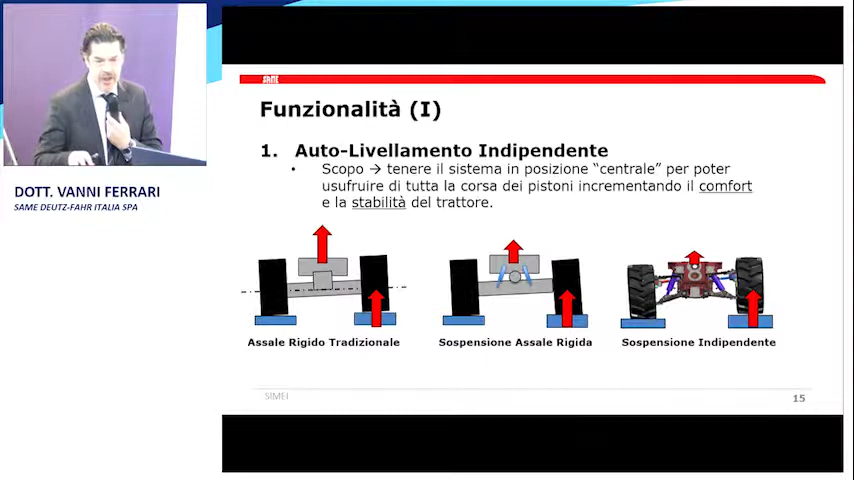 DOTT. VANNI FERRARI
SAME DEUTZ-FAHR ITALIA SPA
SAME
Funzionalità (I)
1. Auto-Livellamento Indipendente
• Scopo → tenere il sistema in posizione “centrale” per poter
usufruire di tutta la corsa dei pistoni incrementando il comfort
e la stabilità del trattore.
Assale Rigido Tradizionale
Sospensione Assale Rigida
Sospensione Indipendente
SIMEI
15